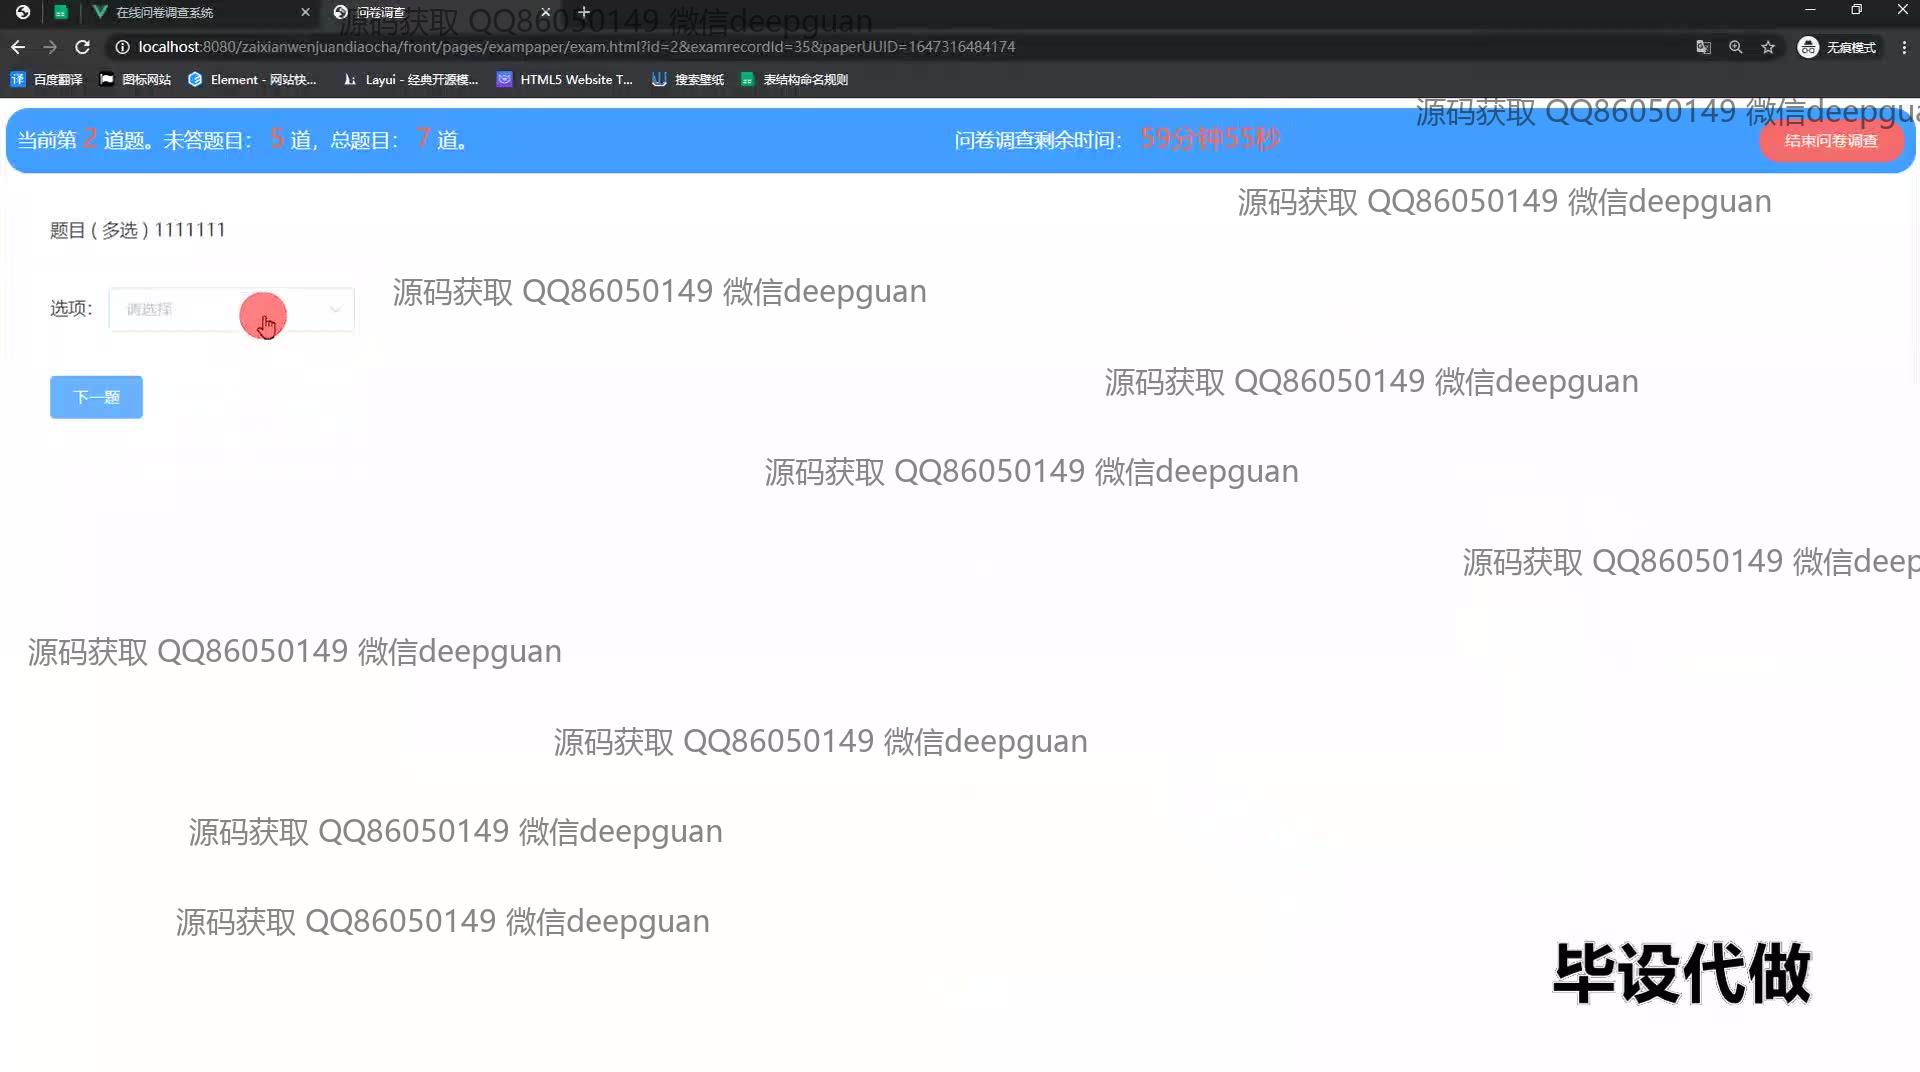 在线问卷调查系统
问卷调查
源码获取 QQ86050149 微信deepguan
localhost:8080/zaixianwenjuandiaocha/front/pages/exampaper/exam.html?id=2&examrecordId=35&paperUUID=1647316484174
无痕模式
译 百度翻译 图标网站 Element - 网站快... Layui - 经典开源模... HTML5 Website T... 搜索壁纸 表结构命名规则
源码获取 QQ86050149 微信deepgua
当前第 2 道题。未答题目： 5 道，总题目： 7 道。 问卷调查剩余时间： 59分钟55秒 结束问卷调查
源码获取 QQ86050149 微信deepguan
题目 ( 多选 ) 1111111
源码获取 QQ86050149 微信deepguan
选项： 请选择
源码获取 QQ86050149 微信deepguan
下一题
源码获取 QQ86050149 微信deepguan
源码获取 QQ86050149 微信deep
源码获取 QQ86050149 微信deepguan
源码获取 QQ86050149 微信deepguan
源码获取 QQ86050149 微信deepguan
源码获取 QQ86050149 微信deepguan
毕设代做